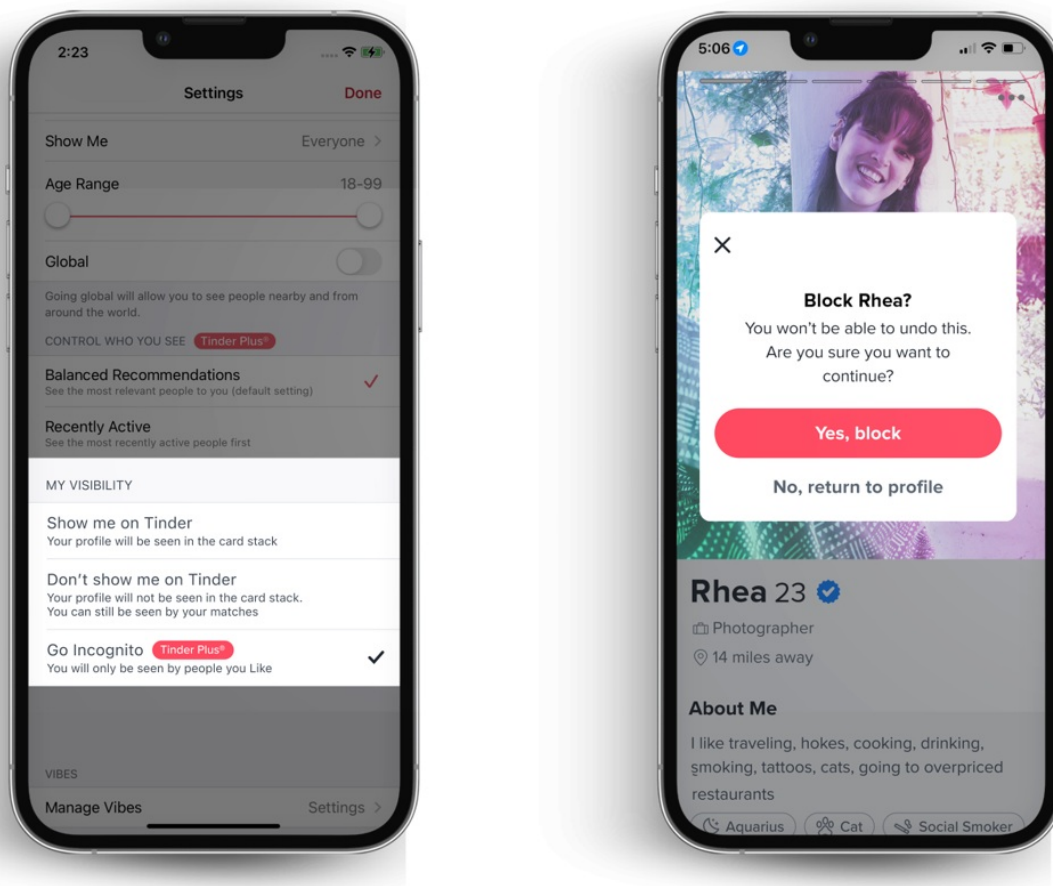 2:23
Settings
Done
Show Me
Everyone >
Age Range
18-99
Global
Going global will allow you to see people nearby and from
around the world.
CONTROL WHO YOU SEE Tinder Plus®
Balanced Recommendations
See the most relevant people to you (default setting)
Recently Active
See the most recently active people first
MY VISIBILITY
Show me on Tinder
Your profile will be seen in the card stack
Don't show me on Tinder
Your profile will not be seen in the card stack.
You can still be seen by your matches
Go Incognito Tinder Plus®
You will only be seen by people you Like
VIBES
Manage Vibes
Settings >
5:06
Block Rhea?
You won't be able to undo this.
Are you sure you want to
continue?
Yes, block
No, return to profile
Rhea 23
Photographer
14 miles away
About Me
I like traveling, hokes, cooking, drinking,
smoking, tattoos, cats, going to overpriced
restaurants
Aquarius
Cat
Social Smoker